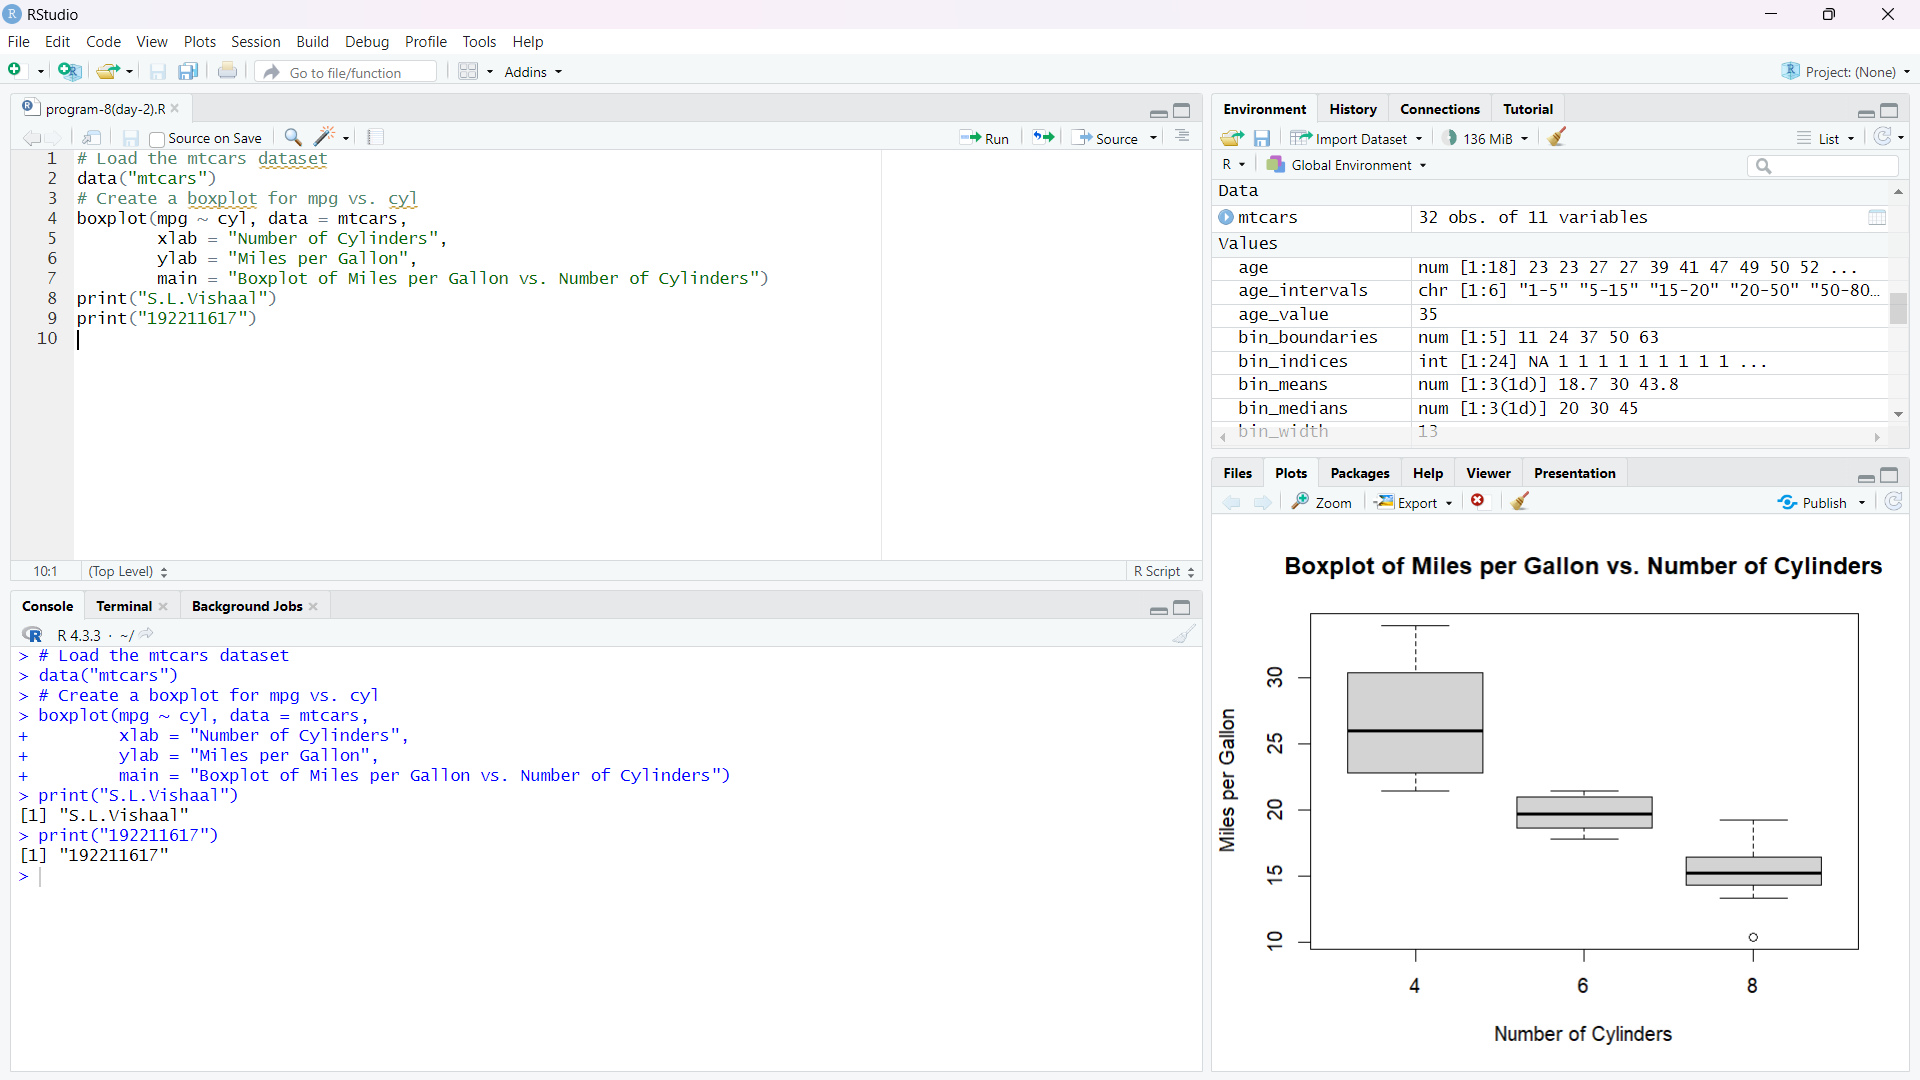 RStudio
File Edit Code View Plots Session Build Debug Profile Tools Help
Go to file/function Addins Project: (None)
program-8(day-2).R
Source on Save Run Source
1 # Load the mtcars dataset
2 data("mtcars")
3 # Create a boxplot for mpg vs. cyl
4 boxplot(mpg ~ cyl, data = mtcars,
5 xlab = "Number of Cylinders",
6 ylab = "Miles per Gallon",
7 main = "Boxplot of Miles per Gallon vs. Number of Cylinders")
8 print("S.L.Vishaal")
9 print("192211617")
10
10:1 (Top Level) R Script
Console Terminal Background Jobs
R 4.3.3 · ~/
> # Load the mtcars dataset
> data("mtcars")
> # Create a boxplot for mpg vs. cyl
> boxplot(mpg ~ cyl, data = mtcars,
+ xlab = "Number of Cylinders",
+ ylab = "Miles per Gallon",
+ main = "Boxplot of Miles per Gallon vs. Number of Cylinders")
> print("S.L.Vishaal")
[1] "S.L.Vishaal"
> print("192211617")
[1] "192211617"
>
Environment History Connections Tutorial
Import Dataset 136 MiB List
R Global Environment
Data
mtcars 32 obs. of 11 variables
Values
age num [1:18] 23 23 27 27 39 41 47 49 50 52 ...
age_intervals chr [1:6] "1-5" "5-15" "15-20" "20-50" "50-80...
age_value 35
bin_boundaries num [1:5] 11 24 37 50 63
bin_indices int [1:24] NA 1 1 1 1 1 1 1 1 1 ...
bin_means num [1:3(1d)] 18.7 30 43.8
bin_medians num [1:3(1d)] 20 30 45
bin_width 13
Files Plots Packages Help Viewer Presentation
Zoom Export Publish
Boxplot of Miles per Gallon vs. Number of Cylinders
Miles per Gallon
30
25
20
15
10
4 6 8
Number of Cylinders